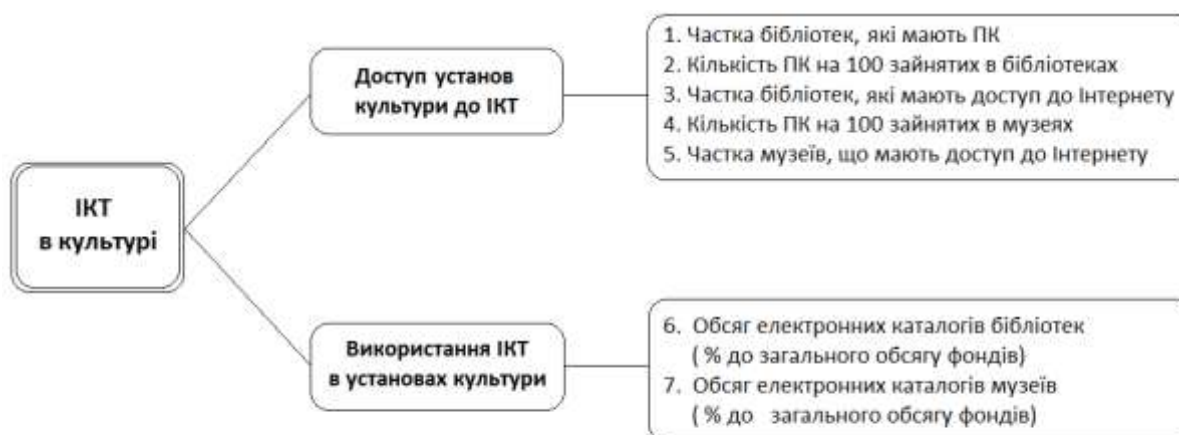 ІКТ
в культурі
Доступ установ
культури до ІКТ
1. Частка бібліотек, які мають ПК
2. Кількість ПК на 100 зайнятих в бібліотеках
3. Частка бібліотек, які мають доступ до Інтернету
4. Кількість ПК на 100 зайнятих в музеях
5. Частка музеїв, що мають доступ до Інтернету
Використання ІКТ
в установах культури
6. Обсяг електронних каталогів бібліотек
( % до загального обсягу фондів)
7. Обсяг електронних каталогів музеїв
( % до загального обсягу фондів)